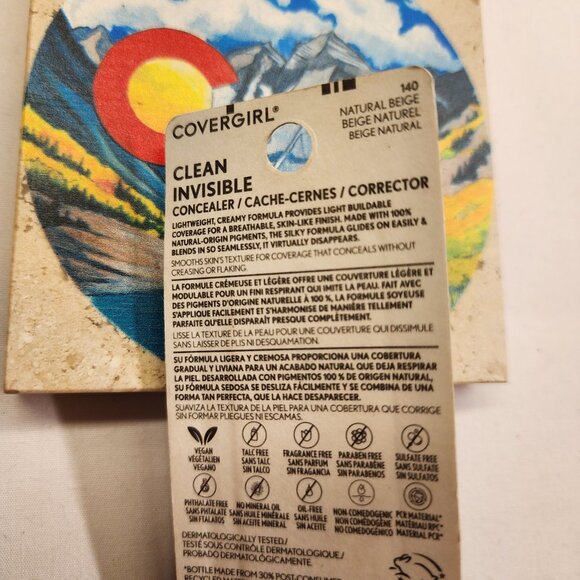 140
NATURAL BEIGE
BEIGE NATUREL
BEIGE NATURAL
COVERGIRL®
CLEAN
INVISIBLE
CONCEALER / CACHE-CERNES / CORRECTOR
LIGHTWEIGHT, CREAMY FORMULA PROVIDES LIGHT BUILDABLE
COVERAGE FOR A BREATHABLE, SKIN-LIKE FINISH. MADE WITH 100%
NATURAL-ORIGIN PIGMENTS, THE SILKY FORMULA GLIDES ON EASILY &
BLENDS IN SO SEAMLESSLY, IT VIRTUALLY DISAPPEARS.
SMOOTHS SKIN'S TEXTURE FOR COVERAGE THAT CONCEALS WITHOUT
CREASING OR FLAKING.
LA FORMULE CRÉMEUSE ET LÉGÈRE OFFRE UNE COUVERTURE LÉGÈRE ET
MODULABLE POUR UN FINI RESPIRANT QUI IMITE LA PEAU. FAIT AVEC
DES PIGMENTS D'ORIGINE NATURELLE À 100 %, LA FORMULE SOYEUSE
S'APPLIQUE FACILEMENT ET S'HARMONISE DE MANIÈRE TELLEMENT
PARFAITE QU'ELLE DISPARAÎT PRESQUE COMPLÈTEMENT.
LISSE LA TEXTURE DE LA PEAU POUR UNE COUVERTURE QUI DISSIMULE
SANS LAISSER DE PLIS NI DESQUAMATION.
SU FÓRMULA LIGERA Y CREMOSA PROPORCIONA UNA COBERTURA
GRADUAL Y LIVIANA PARA UN ACABADO NATURAL QUE DEJA RESPIRAR
LA PIEL. DESARROLLADA CON PIGMENTOS 100 % DE ORIGEN NATURAL,
SU FÓRMULA SEDOSA SE DESLIZA FÁCILMENTE Y SE COMBINA DE UNA
FORMA TAN PERFECTA, QUE LA HACE DESAPARECER.
SUAVIZA LA TEXTURA DE LA PIEL PARA UNA COBERTURA QUE CORRIGE
SIN FORMAR PLIEGUES NI ESCAMAS.
VEGAN
VÉGÉTALIEN
VEGANO
TALC FREE
SANS TALC
SIN TALCO
FRAGRANCE FREE
SANS PARFUM
SIN FRAGANCIA
PARABEN FREE
SANS PARABÈNE
SIN PARABENOS
SULFATE FREE
SANS SULFATE
SIN SULFATOS
PHTHALATE FREE
SANS PHTALATE
SIN FTALATOS
NO MINERAL OIL
SANS HUILE MINÉRALE
SIN ACEITE MINERAL
OIL-FREE
SANS HUILE
SIN ACEITE
NON-COMEDOGENIC
NON COMÉDOGÈNE
NO COMEDOGÉNICO
PCR MATERIAL*
MATÉRIAU RPC*
MATERIAL PCR*
DERMATOLOGICALLY TESTED/
TESTÉ SOUS CONTRÔLE DERMATOLOGIQUE/
PROBADO DERMATOLÓGICAMENTE.
*BOTTLE MADE FROM 30% POST-CONSUMER